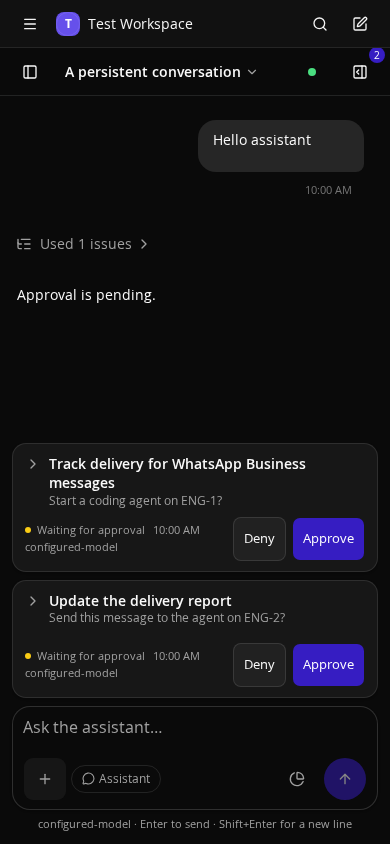 T Test Workspace
A persistent conversation
2
Hello assistant
10:00 AM
Used 1 issues
Approval is pending.
Track delivery for WhatsApp Business
messages
Start a coding agent on ENG-1?
Waiting for approval 10:00 AM
configured-model
Deny Approve
Update the delivery report
Send this message to the agent on ENG-2?
Waiting for approval 10:00 AM
configured-model
Deny Approve
Ask the assistant...
Assistant
configured-model · Enter to send · Shift+Enter for a new line